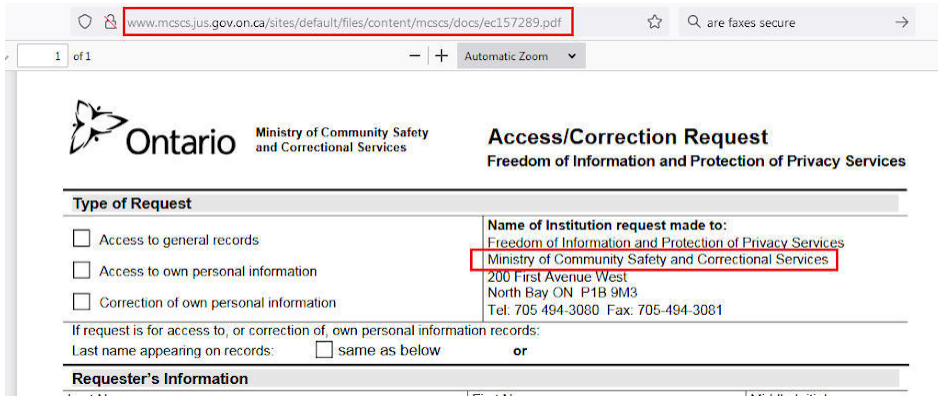 www.mcscs.jus.gov.on.ca/sites/default/files/content/mcscs/docs/ec157289.pdf
are faxes secure
1 of 1
Automatic Zoom
Ontario
Ministry of Community Safety
and Correctional Services
Access/Correction Request
Freedom of Information and Protection of Privacy Services
Type of Request
Access to general records
Access to own personal information
Correction of own personal information
Name of Institution request made to:
Freedom of Information and Protection of Privacy Services
Ministry of Community Safety and Correctional Services
200 First Avenue West
North Bay ON P1B 9M3
Tel: 705 494-3080 Fax: 705-494-3081
If request is for access to, or correction of, own personal information records:
Last name appearing on records: same as below or
Requester's Information